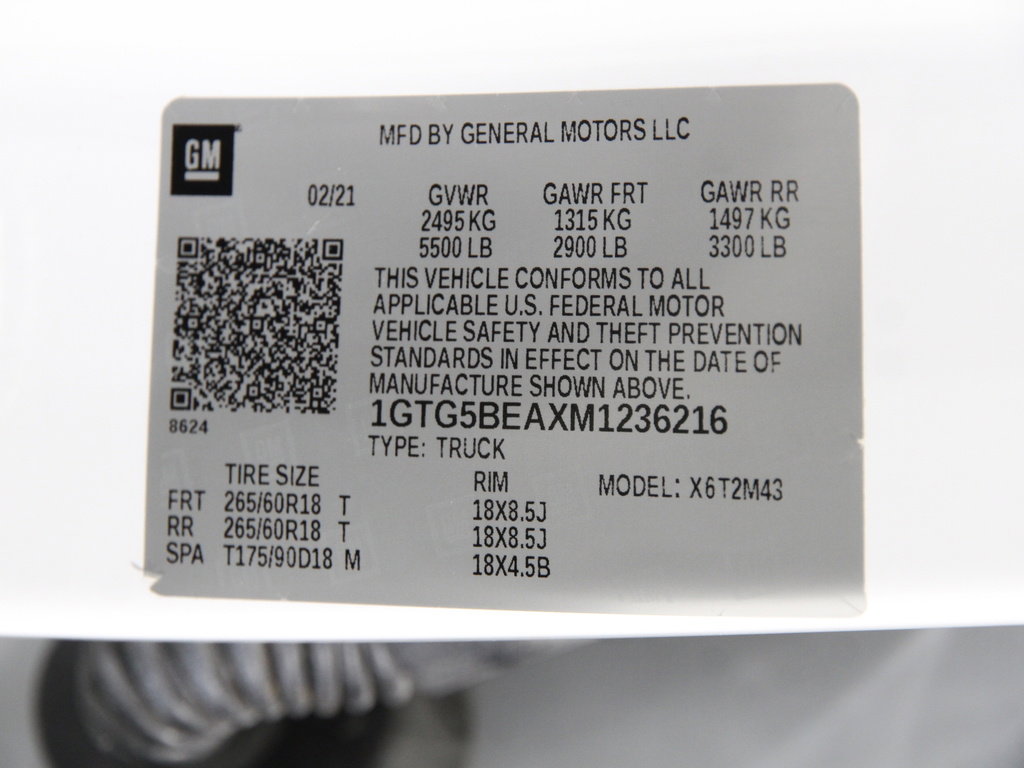 GM
MFD BY GENERAL MOTORS LLC
02/21 GVWR GAWR FRT GAWR RR
2495 KG 1315 KG 1497 KG
5500 LB 2900 LB 3300 LB
THIS VEHICLE CONFORMS TO ALL
APPLICABLE U.S. FEDERAL MOTOR
VEHICLE SAFETY AND THEFT PREVENTION
STANDARDS IN EFFECT ON THE DATE OF
MANUFACTURE SHOWN ABOVE.
8624
1GTG5BEAXM1236216
TYPE: TRUCK
TIRE SIZE RIM MODEL: X6T2M43
FRT 265/60R18 T 18X8.5J
RR 265/60R18 T 18X8.5J
SPA T175/90D18 M 18X4.5B